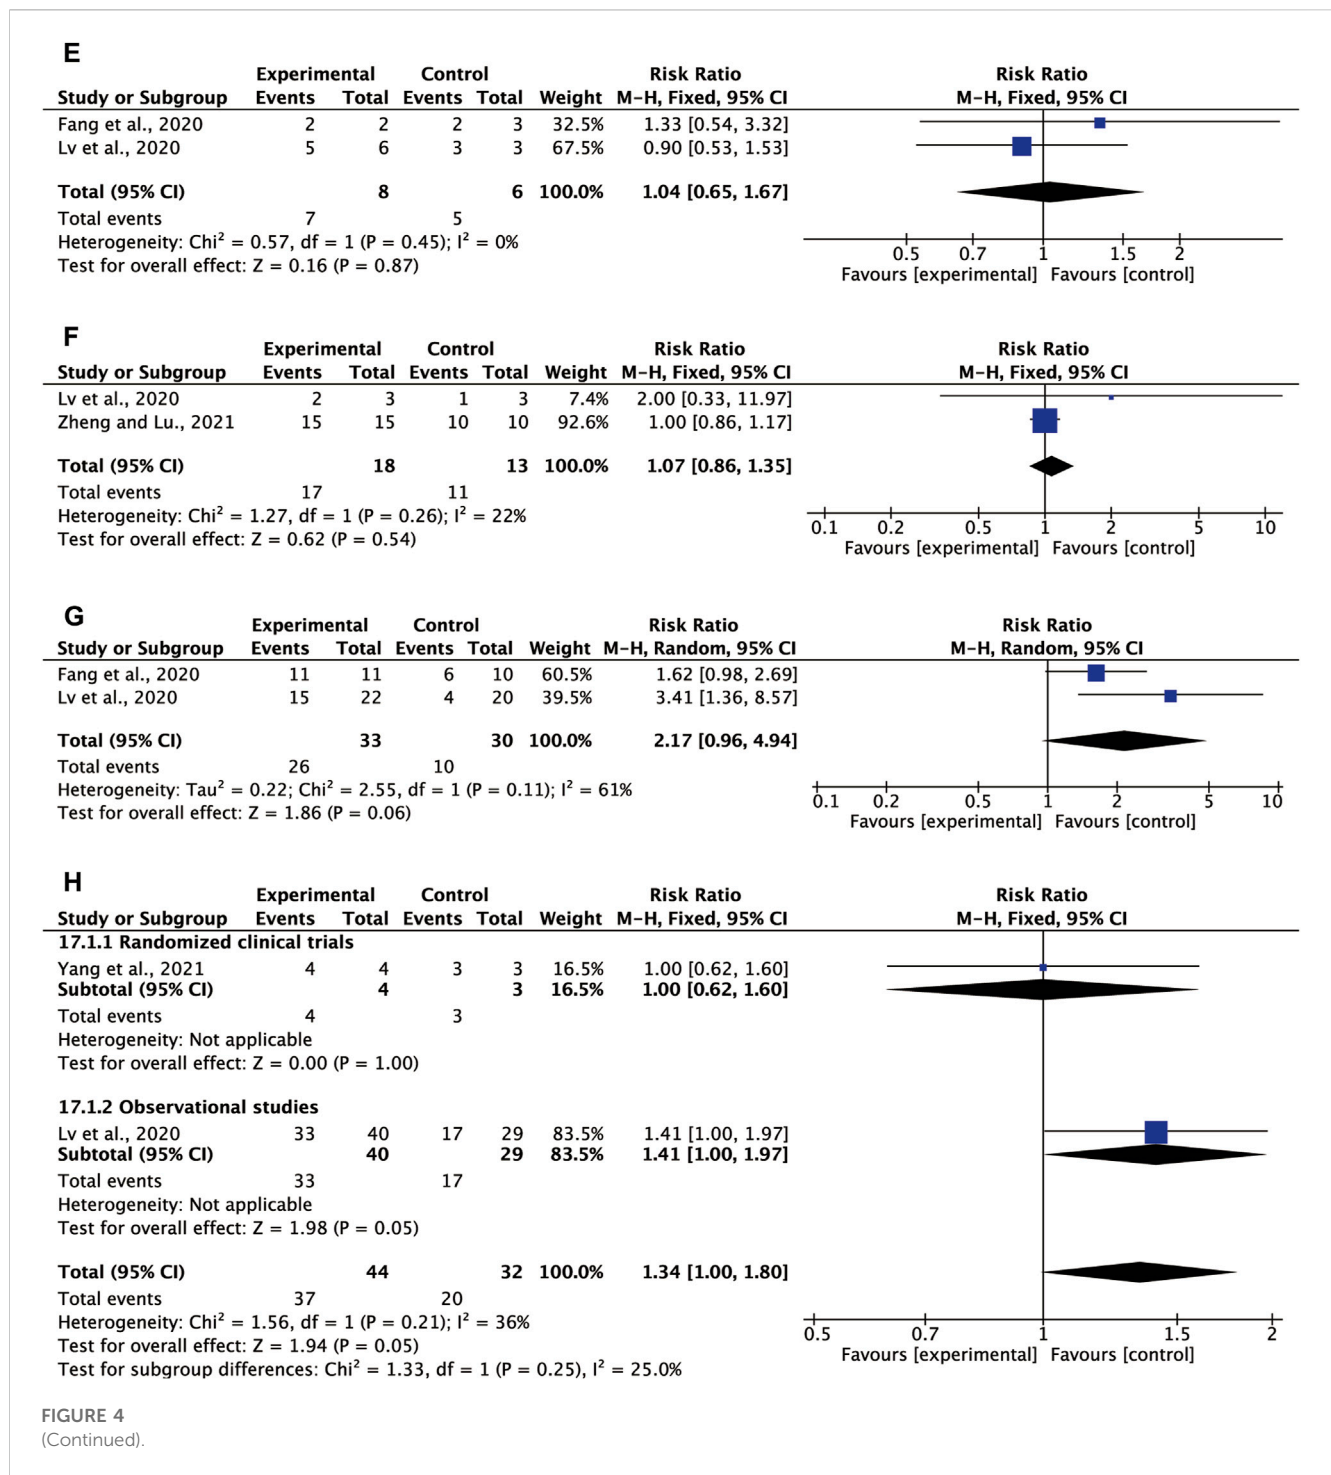 E
Experimental Control Risk Ratio Risk Ratio
Study or Subgroup Events Total Events Total Weight M-H, Fixed, 95% CI M-H, Fixed, 95% CI
Fang et al., 2020 2 2 2 3 32.5% 1.33 [0.54, 3.32]
Lv et al., 2020 5 6 3 3 67.5% 0.90 [0.53, 1.53]
Total (95% CI) 8 6 100.0% 1.04 [0.65, 1.67]
Total events 7 5
Heterogeneity: Chi² = 0.57, df = 1 (P = 0.45); I² = 0%
Test for overall effect: Z = 0.16 (P = 0.87)
0.5 0.7 1 1.5 2
Favours [experimental] Favours [control]
F
Experimental Control Risk Ratio Risk Ratio
Study or Subgroup Events Total Events Total Weight M-H, Fixed, 95% CI M-H, Fixed, 95% CI
Lv et al., 2020 2 3 1 3 7.4% 2.00 [0.33, 11.97]
Zheng and Lu., 2021 15 15 10 10 92.6% 1.00 [0.86, 1.17]
Total (95% CI) 18 13 100.0% 1.07 [0.86, 1.35]
Total events 17 11
Heterogeneity: Chi² = 1.27, df = 1 (P = 0.26); I² = 22%
Test for overall effect: Z = 0.62 (P = 0.54)
0.1 0.2 0.5 1 2 5 10
Favours [experimental] Favours [control]
G
Experimental Control Risk Ratio Risk Ratio
Study or Subgroup Events Total Events Total Weight M-H, Random, 95% CI M-H, Random, 95% CI
Fang et al., 2020 11 11 6 10 60.5% 1.62 [0.98, 2.69]
Lv et al., 2020 15 22 4 20 39.5% 3.41 [1.36, 8.57]
Total (95% CI) 33 30 100.0% 2.17 [0.96, 4.94]
Total events 26 10
Heterogeneity: Tau² = 0.22; Chi² = 2.55, df = 1 (P = 0.11); I² = 61%
Test for overall effect: Z = 1.86 (P = 0.06)
0.1 0.2 0.5 1 2 5 10
Favours [experimental] Favours [control]
H
Experimental Control Risk Ratio Risk Ratio
Study or Subgroup Events Total Events Total Weight M-H, Fixed, 95% CI M-H, Fixed, 95% CI
17.1.1 Randomized clinical trials
Yang et al., 2021 4 4 3 3 16.5% 1.00 [0.62, 1.60]
Subtotal (95% CI) 4 3 16.5% 1.00 [0.62, 1.60]
Total events 4 3
Heterogeneity: Not applicable
Test for overall effect: Z = 0.00 (P = 1.00)
17.1.2 Observational studies
Lv et al., 2020 33 40 17 29 83.5% 1.41 [1.00, 1.97]
Subtotal (95% CI) 40 29 83.5% 1.41 [1.00, 1.97]
Total events 33 17
Heterogeneity: Not applicable
Test for overall effect: Z = 1.98 (P = 0.05)
Total (95% CI) 44 32 100.0% 1.34 [1.00, 1.80]
Total events 37 20
Heterogeneity: Chi² = 1.56, df = 1 (P = 0.21); I² = 36%
Test for overall effect: Z = 1.94 (P = 0.05)
Test for subgroup differences: Chi² = 1.33, df = 1 (P = 0.25), I² = 25.0%
0.5 0.7 1 1.5 2
Favours [experimental] Favours [control]
FIGURE 4
(Continued).